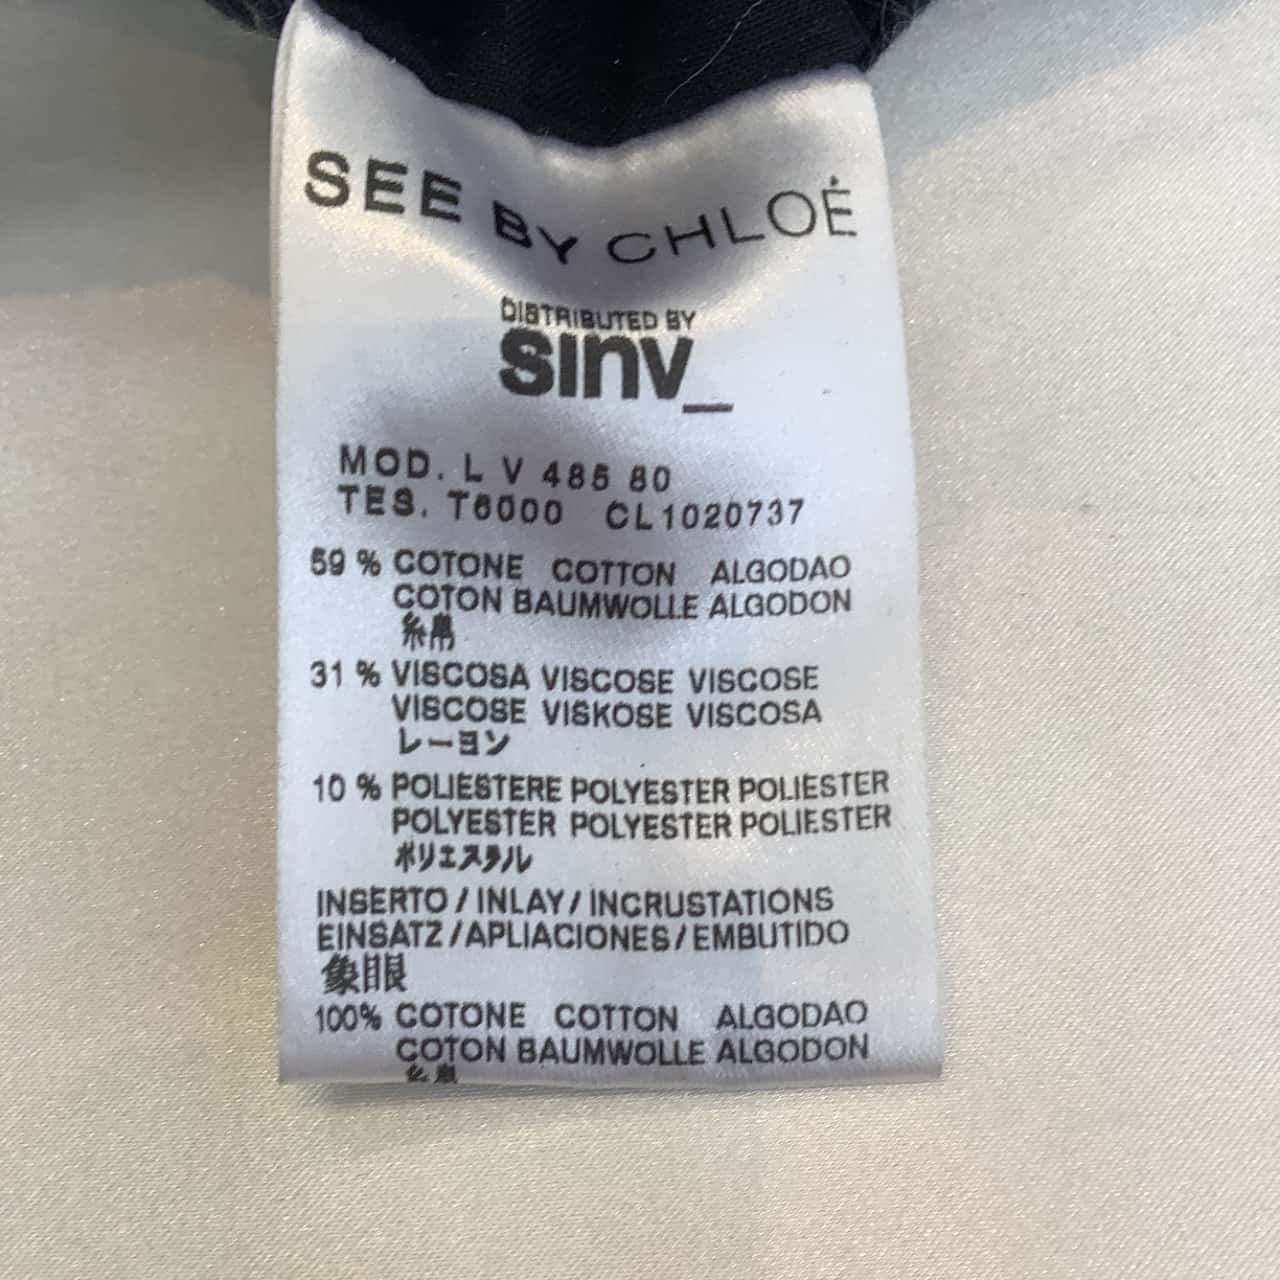 SEE BY CHLOÉ
DISTRIBUTED BY
sinv_
MOD. L V 485 80
TES. T6000 CL1020737
59 % COTONE COTTON ALGODAO
COTON BAUMWOLLE ALGODON
31 % VISCOSA VISCOSE VISCOSE
VISCOSE VISKOSE VISCOSA
レーヨン
10 % POLIESTERE POLYESTER POLIESTER
POLYESTER POLYESTER POLIESTER
ポリエステル
INSERTO / INLAY / INCRUSTATIONS
EINSATZ / APLIACIONES / EMBUTIDO
象眼
100% COTONE COTTON ALGODAO
COTON BAUMWOLLE ALGODON